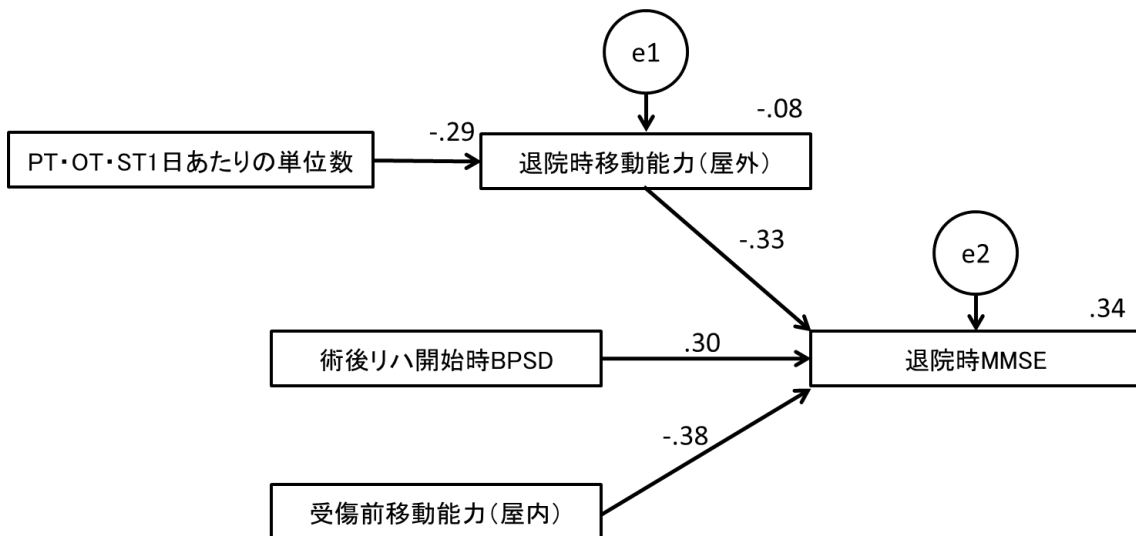 e1
-.08
-.29
PT・OT・ST1日あたりの単位数
退院時移動能力(屋外)
-.33
e2
.34
術後リハ開始時BPSD
.30
退院時MMSE
-.38
受傷前移動能力(屋内)